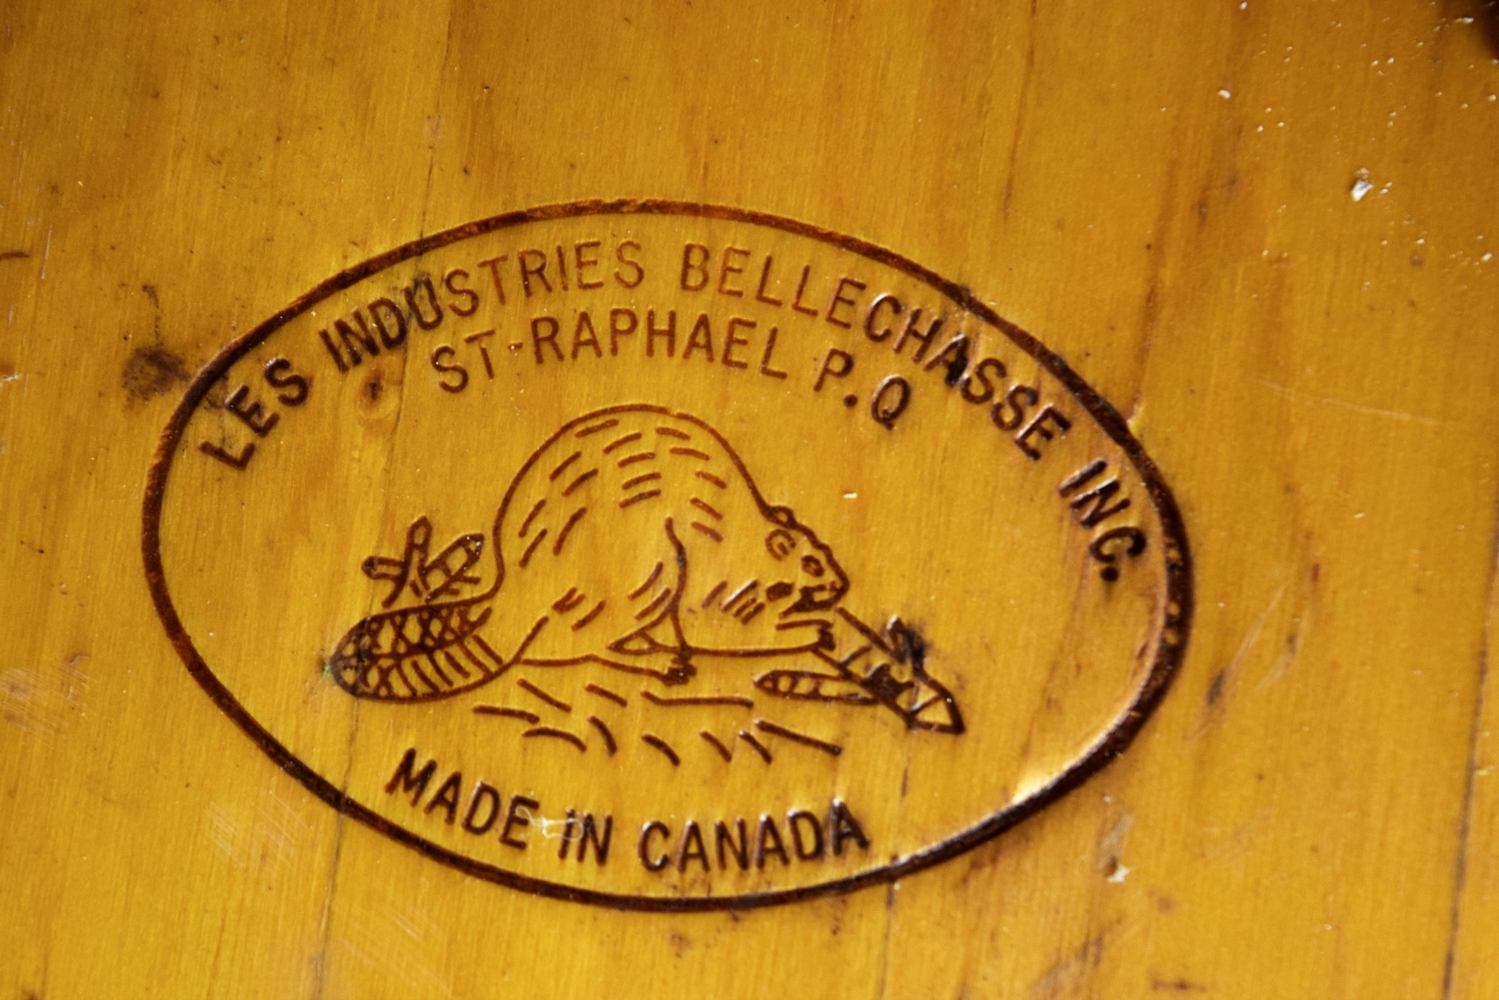 LES INDUSTRIES BELLECHASSE INC.
ST-RAPHAEL P.Q
MADE IN CANADA